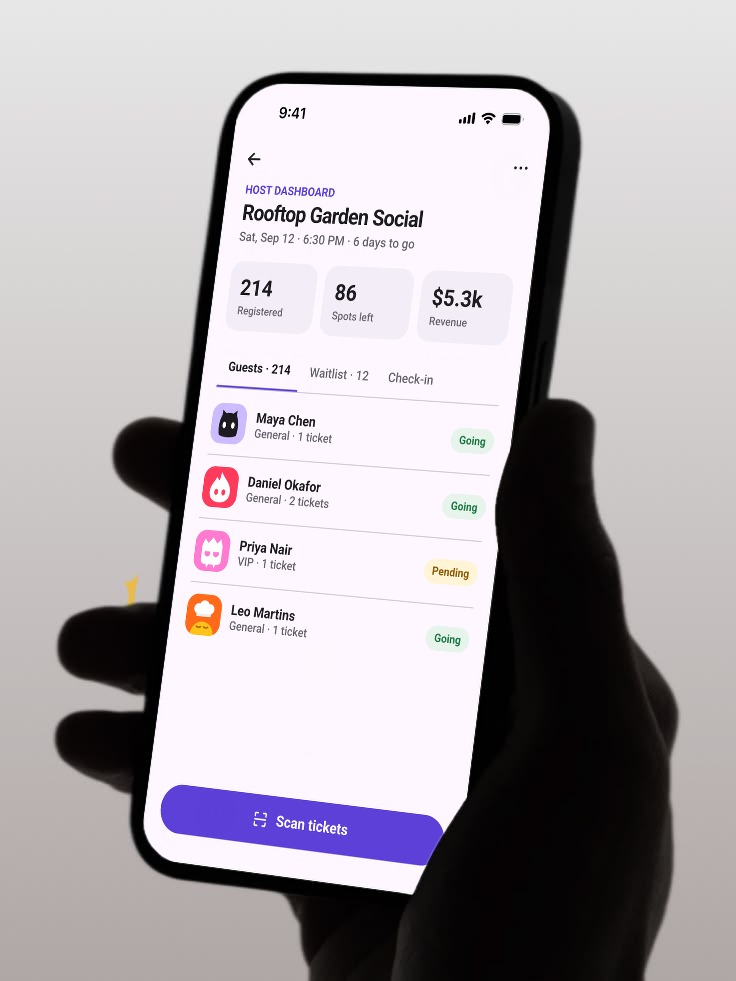 9:41
HOST DASHBOARD
Rooftop Garden Social
Sat, Sep 12 · 6:30 PM · 6 days to go
214 86 $5.3k
Registered Spots left Revenue
Guests · 214 Waitlist · 12 Check-in
Maya Chen
General · 1 ticket
Going
Daniel Okafor
General · 2 tickets
Going
Priya Nair
VIP · 1 ticket
Pending
Leo Martins
General · 1 ticket
Going
Scan tickets